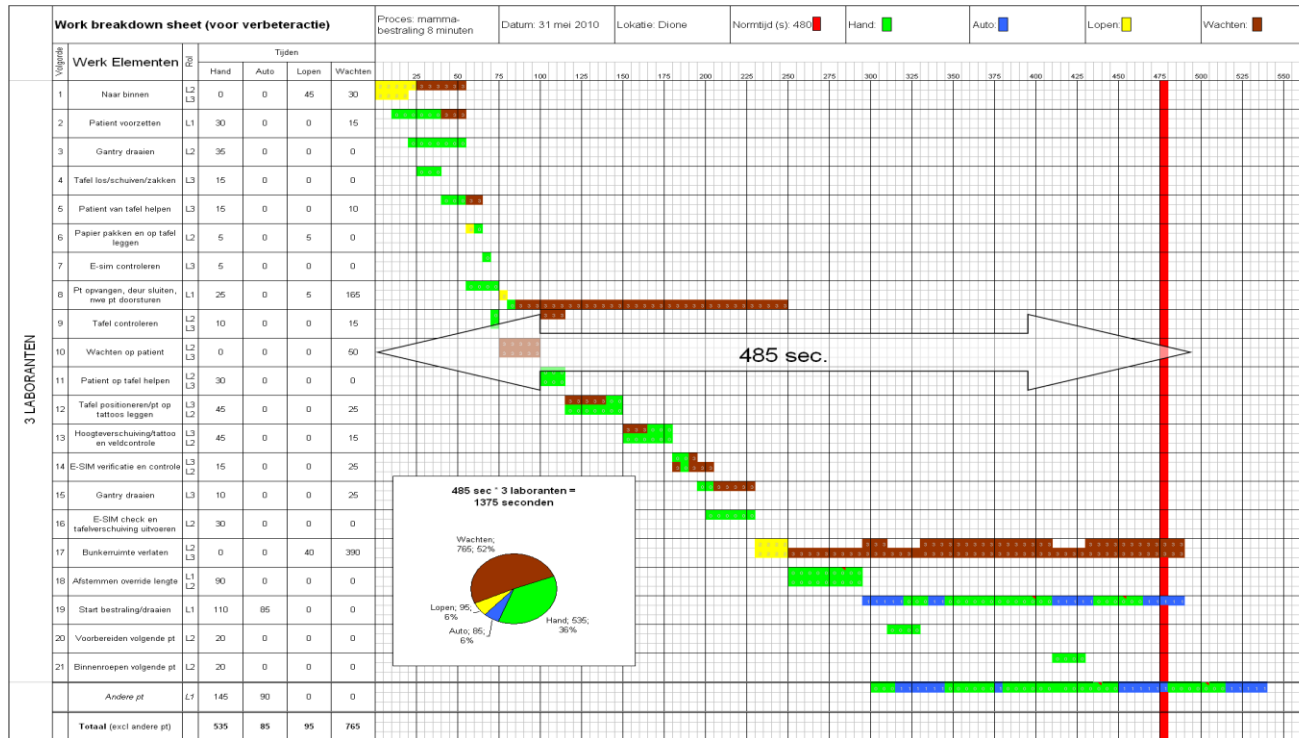 Work breakdown sheet (voor verbeteractie)
Proces: mamma-
bestraling 8 minuten
Datum: 31 mei 2010
Lokatie: Dione
Normtijd (s): 480
Hand:
Auto:
Lopen:
Wachten:
Volgorde
Werk Elementen
Rol
Tijden
Hand Auto Lopen Wachten
25 50 75 100 125 150 175 200 225 250 275 300 325 350 375 400 425 450 475 500 525 550
3 LABORANTEN
1 Naar binnen L2 L3 0 0 45 30
2 Patient voorzetten L1 30 0 0 15
3 Gantry draaien L2 35 0 0 0
4 Tafel los/schuiven/zakken L3 15 0 0 0
5 Patient van tafel helpen L3 15 0 0 10
6 Papier pakken en op tafel
leggen L2 5 0 5 0
7 E-sim controleren L3 5 0 0 0
8 Pt opvangen, deur sluiten,
nwe pt doorsturen L1 25 0 5 165
9 Tafel controleren L2 L3 10 0 0 15
10 Wachten op patient L2 L3 0 0 0 50
485 sec.
11 Patient op tafel helpen L2 L3 30 0 0 0
12 Tafel positioneren/pt op
tattoos leggen L3 L2 45 0 0 25
13 Hoogteverschuiving/tattoo
en veldcontrole L3 L2 45 0 0 15
14 E-SIM verificatie en controle L3 L2 15 0 0 25
15 Gantry draaien L3 10 0 0 25
16 E-SIM check en
tafelverschuiving uitvoeren L2 30 0 0 0
17 Bunkerruimte verlaten L2 L3 0 0 40 390
18 Afstemmen override lengte L1 L2 90 0 0 0
19 Start bestraling/draaien L1 110 85 0 0
20 Voorbereiden volgende pt L2 20 0 0 0
21 Binnenroepen volgende pt L2 20 0 0 0
Andere pt L1 145 90 0 0
Totaal (excl andere pt) 535 85 95 765
485 sec * 3 laboranten =
1375 seconden
Wachten;
765; 52%
Lopen; 95;
6%
Auto; 85;
6%
Hand; 535;
36%